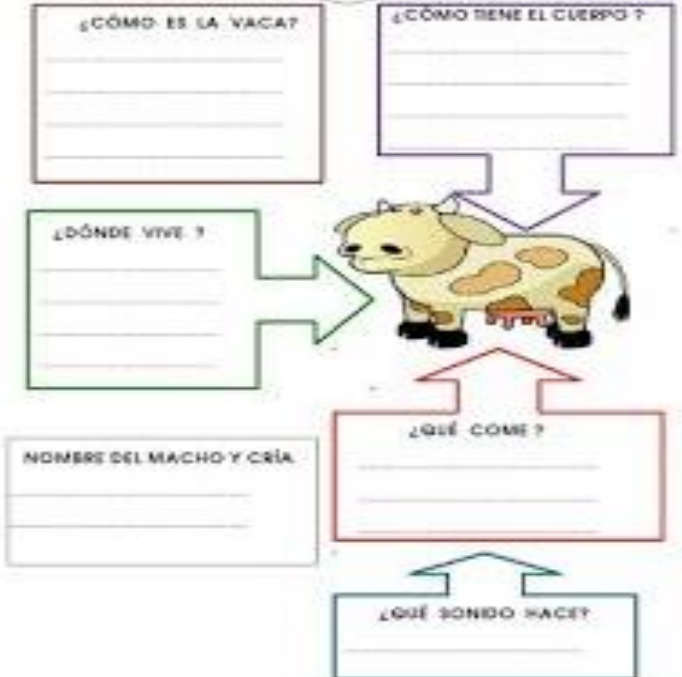 ¿CÓMO ES LA VACA?
¿CÓMO TIENE EL CUERPO ?
¿DÓNDE VIVE ?
NOMBRE DEL MACHO Y CRÍA
¿QUÉ COME ?
¿QUÉ SONIDO HACE?